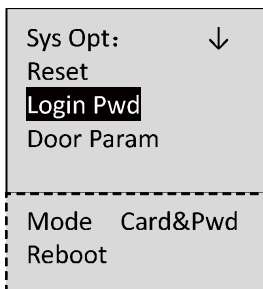 Sys Opt： ↓
Reset
Login Pwd
Door Param
Mode Card&Pwd
Reboot